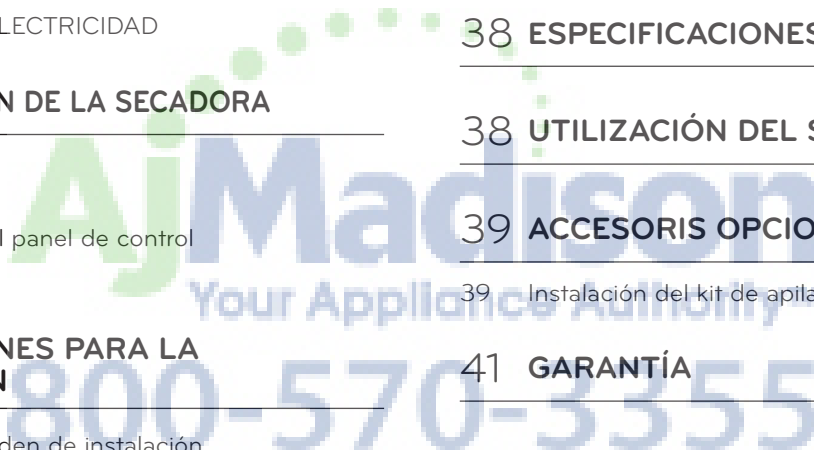 LECTRICIDAD
N DE LA SECADORA
l panel de control
NES PARA LA
N
den de instalación
38 ESPECIFICACIONES
38 UTILIZACIÓN DEL S
39 ACCESORIS OPCIO
39 Instalación del kit de apila
41 GARANTÍA
AjMadison
Your Appliance Authority
800-570-3355